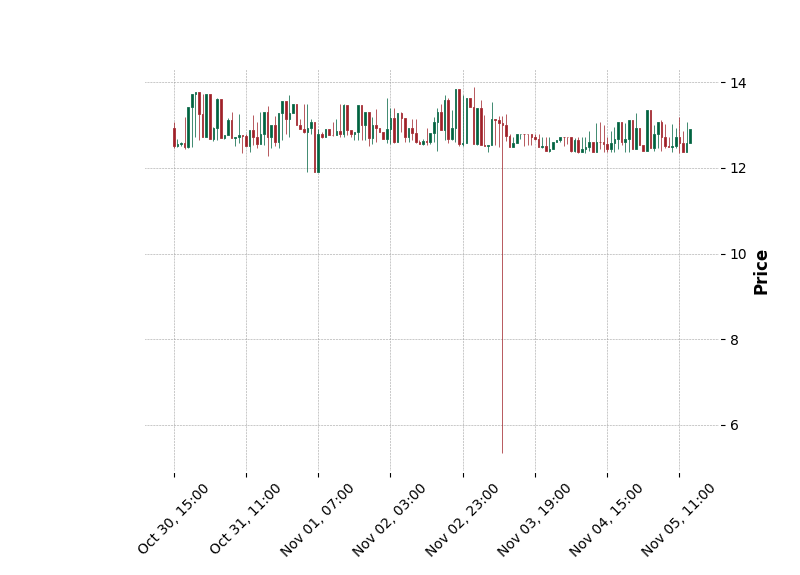 14
12
10
8
6
Price
Oct 30, 15:00
Oct 31, 11:00
Nov 01, 07:00
Nov 02, 03:00
Nov 02, 23:00
Nov 03, 19:00
Nov 04, 15:00
Nov 05, 11:00